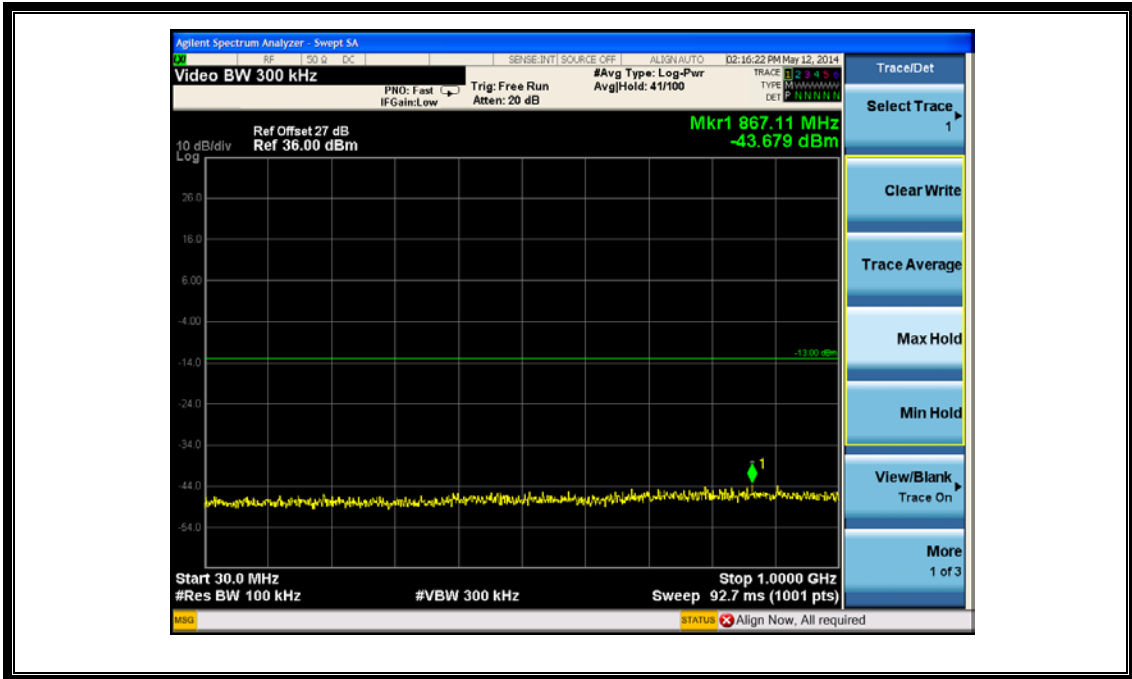 Agilent Spectrum Analyzer - Swept SA
RF 50 Ω DC SENSE:INT SOURCE OFF ALIGN AUTO 02:16:22 PM May 12, 2014
Video BW 300 kHz
PNO: Fast
IFGain:Low
Trig: Free Run
Atten: 20 dB
#Avg Type: Log-Pwr
Avg|Hold: 41/100
TRACE 1 2 3 4 5 6
TYPE M
DET P N N N N N
Mkr1 867.11 MHz
-43.679 dBm
Ref Offset 27 dB
10 dB/div Ref 36.00 dBm
Log
26.0
16.0
6.00
-4.00
-13.00 dBm
-14.0
-24.0
-34.0
1
-44.0
-54.0
Start 30.0 MHz Stop 1.0000 GHz
#Res BW 100 kHz #VBW 300 kHz Sweep 92.7 ms (1001 pts)
MSG STATUS Align Now, All required
Trace/Det
Select Trace
1
Clear Write
Trace Average
Max Hold
Min Hold
View/Blank
Trace On
More
1 of 3